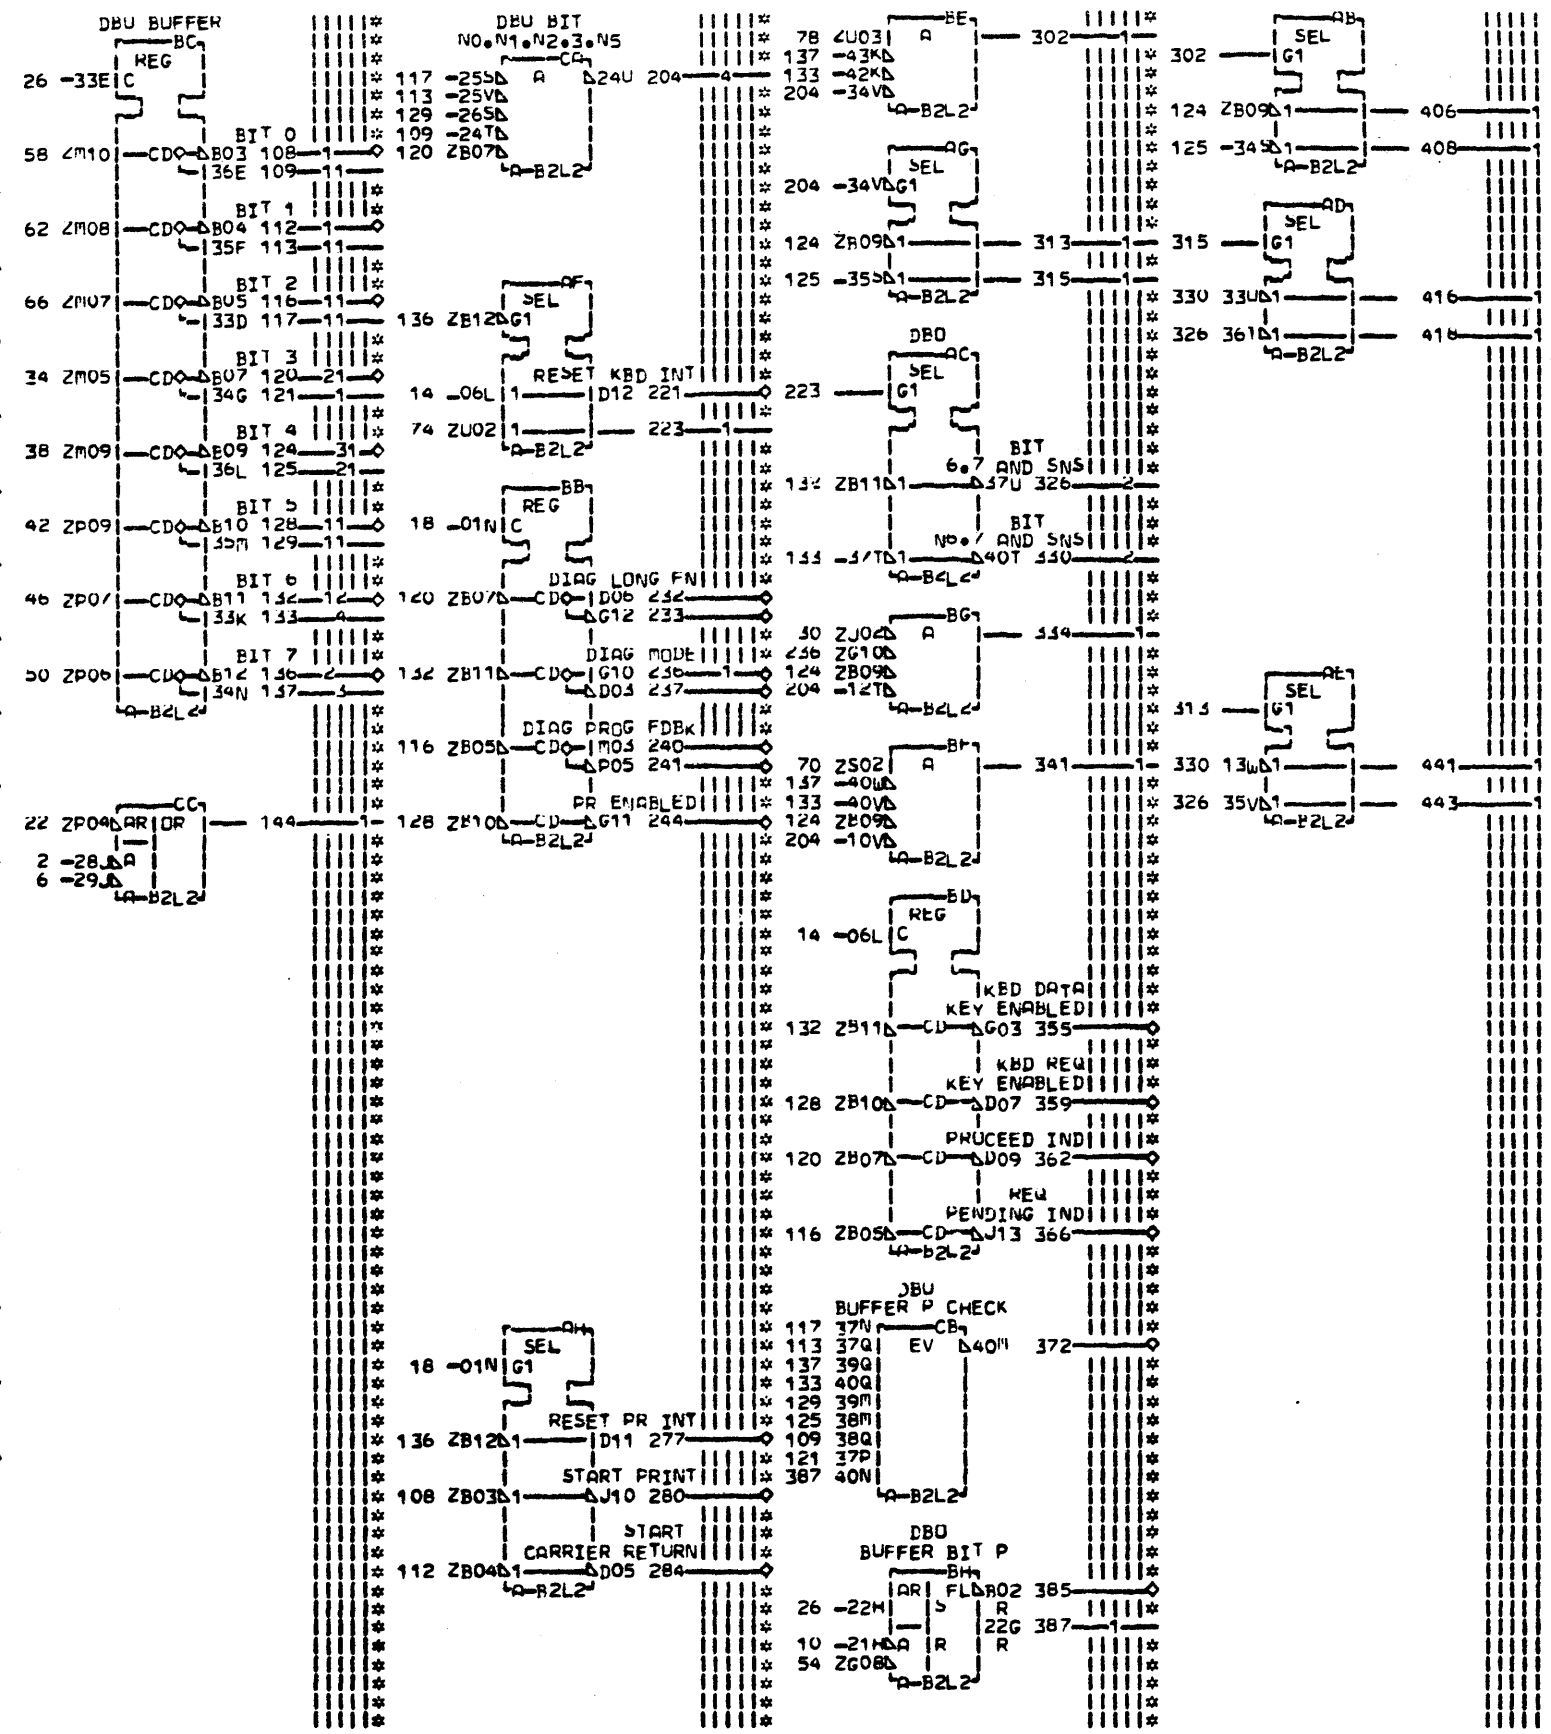 DBU BUFFER
BC
REG
26 -33E C
BIT 0
58 ZM10 CD B03 108 1
36E 109 11
BIT 1
62 ZM08 CD B04 112 1
35F 113 11
BIT 2
66 ZM07 CD B05 116 11
33D 117 11
BIT 3
34 ZM05 CD B07 120 21
34G 121 1
BIT 4
38 ZM09 CD B09 124 31
36L 125 21
BIT 5
42 ZP09 CD B10 128 11
35M 129 11
BIT 6
46 ZP07 CD B11 132 12
33K 133 4
BIT 7
50 ZP06 CD B12 136 2
34N 137 3
A-B2L2
CC
22 ZP04 AR OR 144 1
2 -28J A
6 -29J
A-B2L2
DBU BIT
N0.N1.N2.3.N5
CA
117 -25S A 24U 204 4
113 -25V
129 -26S
109 -24T
120 ZB07
A-B2L2
AF
SEL
136 ZB12 G1
RESET KBD INT
14 -06L 1 D12 221
74 ZU02 1 223 1
A-B2L2
BB
REG
18 -01N C
DIAG LONG FN
120 ZB07 CD D06 232
G12 233
DIAG MODE
132 ZB11 CD G10 236 1
D03 237
DIAG PROG FDBK
116 ZB05 CD M03 240
P05 241
PR ENABLED
128 ZB10 CD G11 244
A-B2L2
AH
SEL
18 -01N G1
RESET PR INT
136 ZB12 1 D11 277
START PRINT
108 ZB03 1 J10 280
START
CARRIER RETURN
112 ZB04 1 D05 284
A-B2L2
BE
78 ZU03 A 302 1
137 -43K
133 -42K
204 -34V
A-B2L2
AG
SEL
204 -34V G1
124 ZB09 1 313 1
125 -35S 1 315 1
A-B2L2
DBO
AC
SEL
223 G1
BIT
6.7 AND SNS
132 ZB11 1 37U 326 2
BIT
N6.7 AND SNS
133 -37T 1 40T 330 2
A-B2L2
BG
30 ZJ02 A 334 1
236 ZG10
124 ZB09
204 -12T
A-B2L2
BF
70 ZS02 A 341 1
137 -40W
133 -40V
124 ZB09
204 -10V
A-B2L2
BD
REG
14 -06L C
KBD DATA
KEY ENABLED
132 ZB11 CD G03 355
KBD REQ
KEY ENABLED
128 ZB10 CD D07 359
PROCEED IND
120 ZB07 CD D09 362
REQ
PENDING IND
116 ZB05 CD J13 366
A-B2L2
DBU
BUFFER P CHECK
CB
117 37N
113 37Q EV 40M 372
137 39Q
133 40Q
129 39M
125 38M
109 38Q
121 37P
387 40N
A-B2L2
DBO
BUFFER BIT P
BH
AR FL B02 385
26 -22H S R
22G 387 1
10 -21H A R R
54 ZG08
A-B2L2
AB
SEL
302 G1
124 ZB09 1 406 1
125 -34S 1 408 1
A-B2L2
AD
SEL
315 G1
330 33U 1 416 1
326 36T 1 418 1
A-B2L2
AE
SEL
313 G1
330 13W 1 441 1
326 35V 1 443 1
A-B2L2